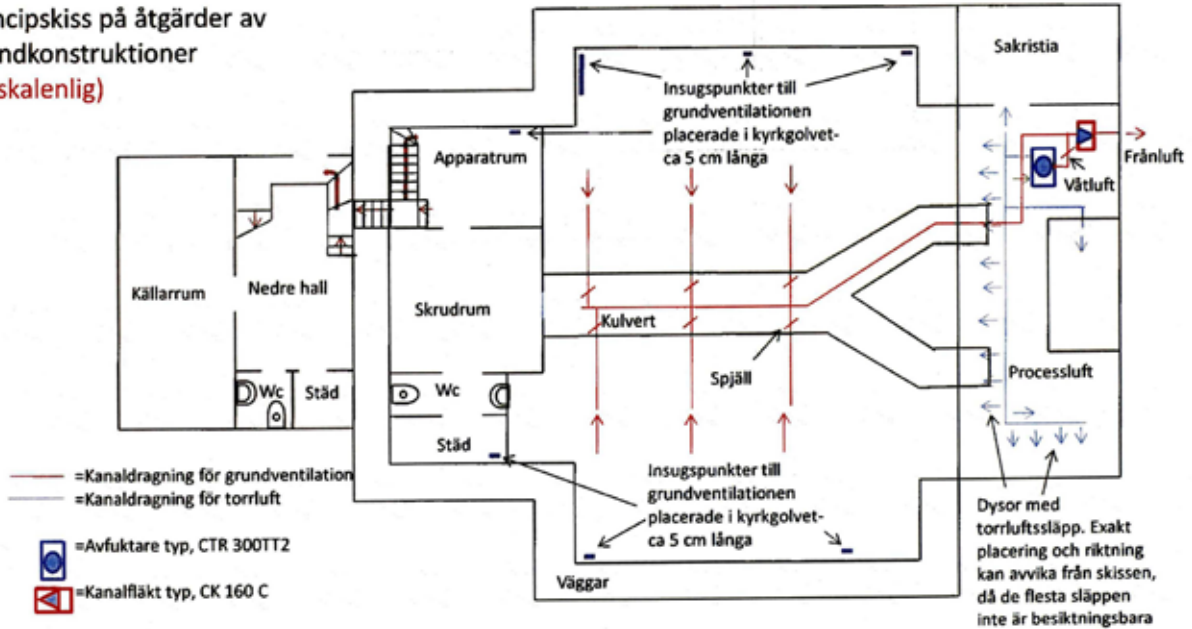 åtgärder av
skalenlig)
Sakristia
Insugspunkter till
grundventilationen
placerade i kyrkgolvet-
ca 5 cm långa
Apparatrum
Frånluft
Våtluft
Källarrum
Nedre hall
Skrudrum
Kulvert
Spjäll
Processluft
Wc
Städ
Wc
Städ
=Kanaldragning för grundventilation
=Kanaldragning för torrluft
=Avfuktare typ, CTR 300TT2
=Kanalfläkt typ, CK 160 C
Insugspunkter till
grundventilationen
placerade i kyrkgolvet-
ca 5 cm långa
Väggar
Dysor med
torrluftssläpp. Exakt
placering och riktning
kan avvika från skissen,
då de flesta släppen
inte är besiktningsbara